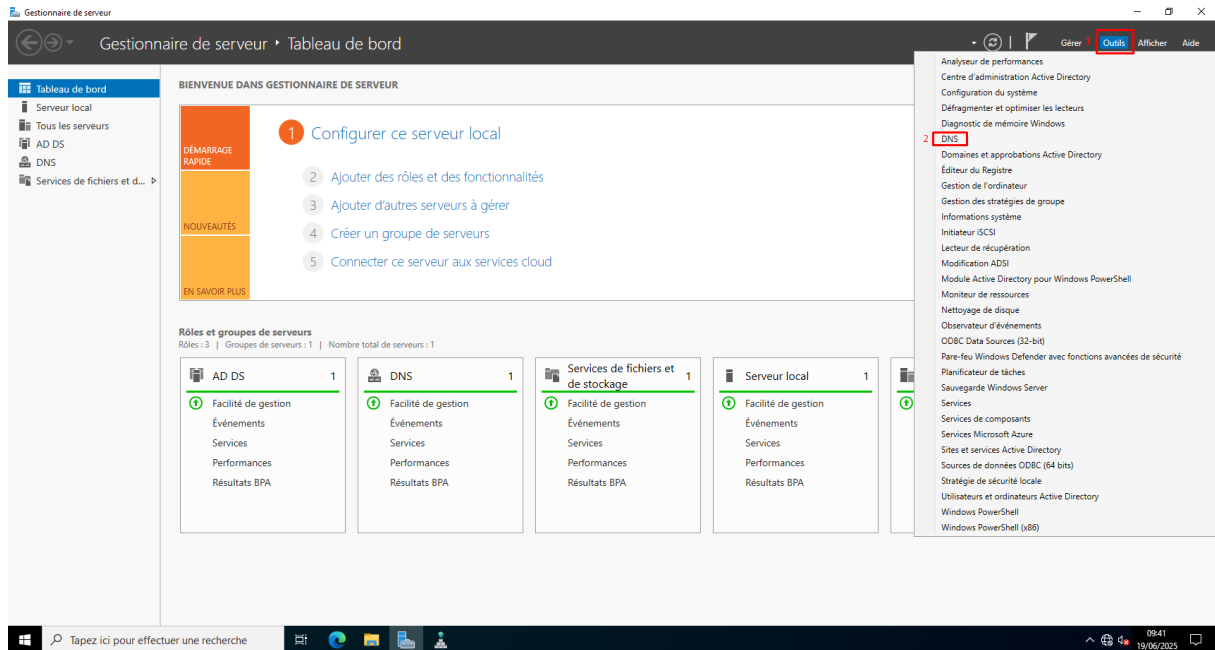 Gestionnaire de serveur
Gestionnaire de serveur
Tableau de bord
Gérer
1
Outils
Afficher
Aide
Tableau de bord
Serveur local
Tous les serveurs
AD DS
DNS
Services de fichiers et d...
BIENVENUE DANS GESTIONNAIRE DE SERVEUR
DÉMARRAGE
RAPIDE
NOUVEAUTÉS
EN SAVOIR PLUS
1 Configurer ce serveur local
2 Ajouter des rôles et des fonctionnalités
3 Ajouter d'autres serveurs à gérer
4 Créer un groupe de serveurs
5 Connecter ce serveur aux services cloud
Rôles et groupes de serveurs
Rôles : 3 | Groupes de serveurs : 1 | Nombre total de serveurs : 1
AD DS 1
Facilité de gestion
Événements
Services
Performances
Résultats BPA
DNS 1
Facilité de gestion
Événements
Services
Performances
Résultats BPA
Services de fichiers et
de stockage
1
Facilité de gestion
Événements
Services
Performances
Résultats BPA
Serveur local 1
Facilité de gestion
Événements
Services
Performances
Résultats BPA
Analyseur de performances
Centre d'administration Active Directory
Configuration du système
Défragmenter et optimiser les lecteurs
Diagnostic de mémoire Windows
2 DNS
Domaines et approbations Active Directory
Éditeur du Registre
Gestion de l'ordinateur
Gestion des stratégies de groupe
Informations système
Initiateur iSCSI
Lecteur de récupération
Modification ADSI
Module Active Directory pour Windows PowerShell
Moniteur de ressources
Nettoyage de disque
Observateur d'événements
ODBC Data Sources (32-bit)
Pare-feu Windows Defender avec fonctions avancées de sécurité
Planificateur de tâches
Sauvegarde Windows Server
Services
Services de composants
Services Microsoft Azure
Sites et services Active Directory
Sources de données ODBC (64 bits)
Stratégie de sécurité locale
Utilisateurs et ordinateurs Active Directory
Windows PowerShell
Windows PowerShell (x86)
Tapez ici pour effectuer une recherche
09:41
19/06/2025